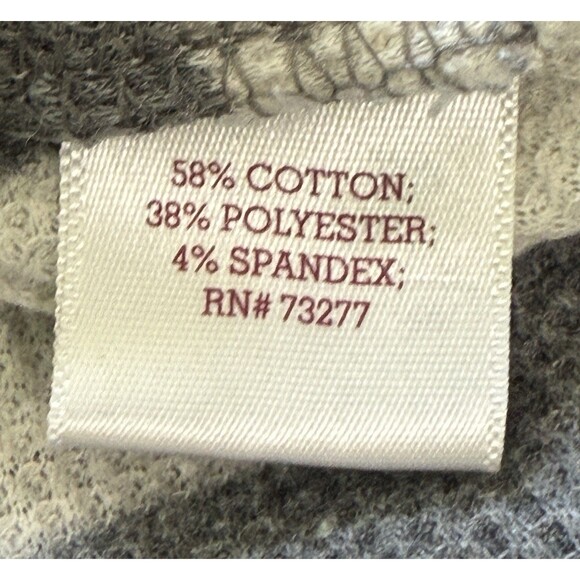 58% COTTON;
38% POLYESTER;
4% SPANDEX;
RN# 73277